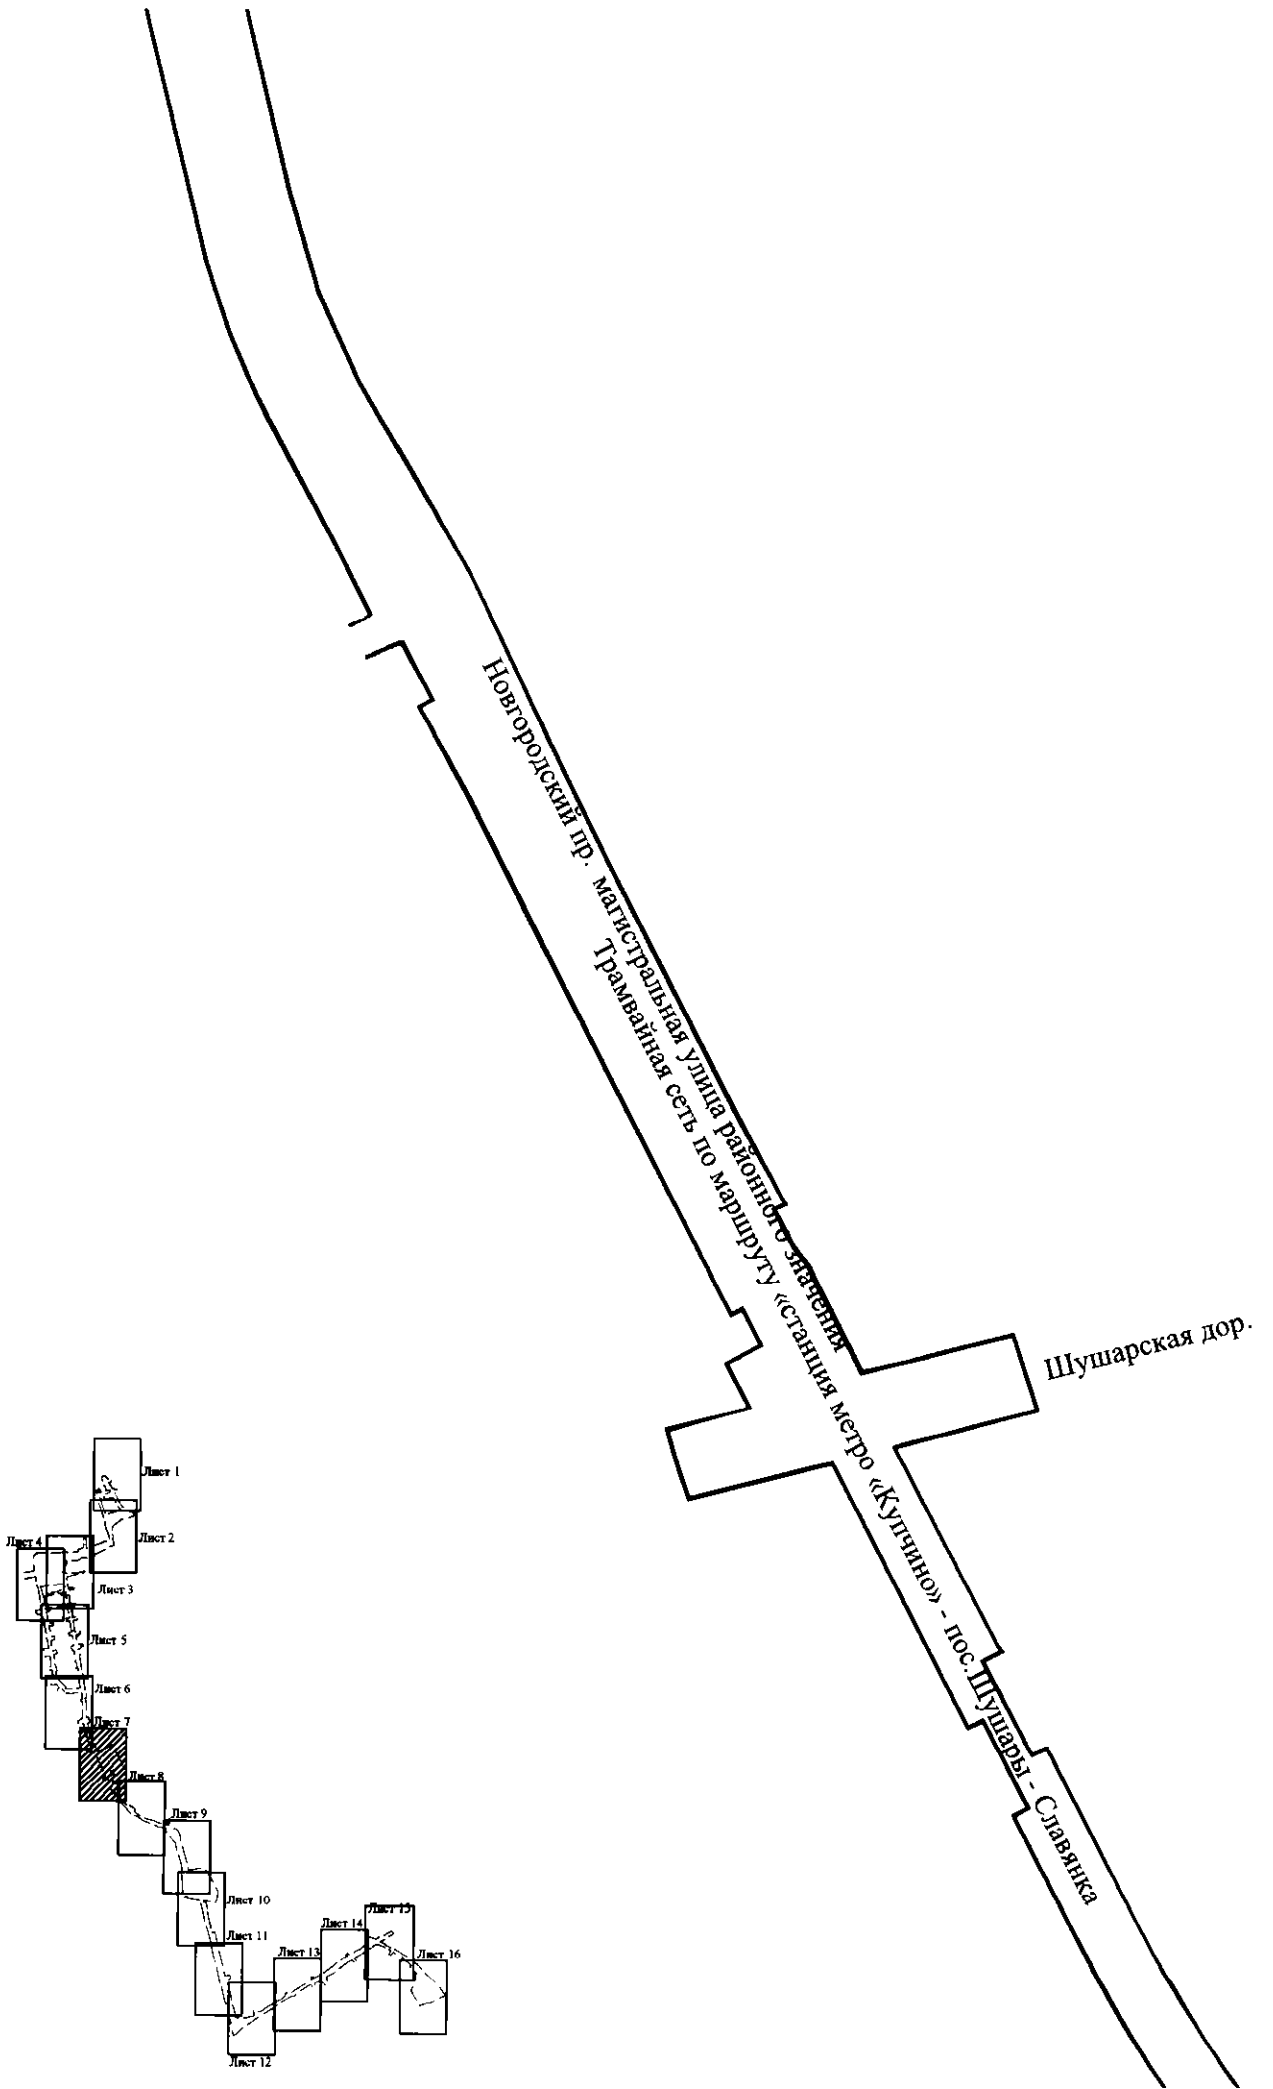 Новгородский пр. магистральная улица районного значения
Трамвайная сеть по маршруту «станция метро «Купчино» - пос.Шушары - Славянка
Шушарская дор.
Лист 1
Лист 2
Лист 4
Лист 3
Лист 5
Лист 6
Лист 7
Лист 8
Лист 9
Лист 10
Лист 11
Лист 12
Лист 13
Лист 14
Лист 15
Лист 16